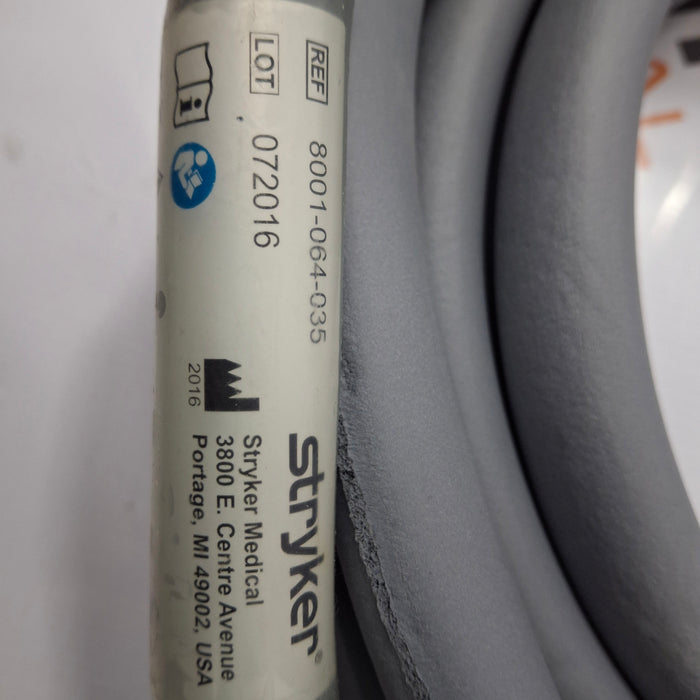 REF 8001-064-035
LOT 072016
stryker®
2016
Stryker Medical
3800 E. Centre Avenue
Portage, MI 49002, USA